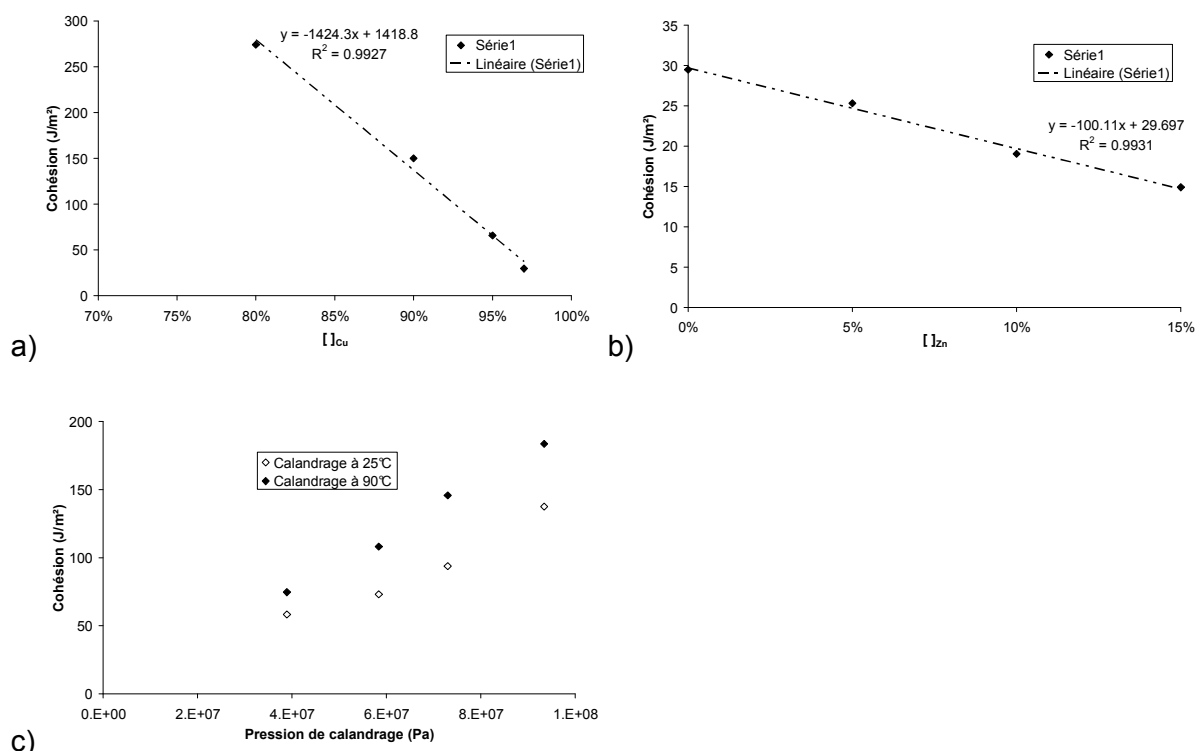 300
250
200
150
100
50
0
Cohésion (J/m²)
y = -1424.3x + 1418.8
R² = 0.9927
Série1
Linéaire (Série1)
70%
75%
80%
85%
90%
95%
100%
[ ]Cu
a)
35
30
25
20
15
10
5
0
Cohésion (J/m²)
Série1
Linéaire (Série1)
y = -100.11x + 29.697
R² = 0.9931
0%
5%
10%
15%
[ ]Zn
b)
200
150
100
50
0
Cohésion (J/m²)
Calandrage à 25°C
Calandrage à 90°C
0.E+00
2.E+07
4.E+07
6.E+07
8.E+07
1.E+08
Pression de calandrage (Pa)
c)